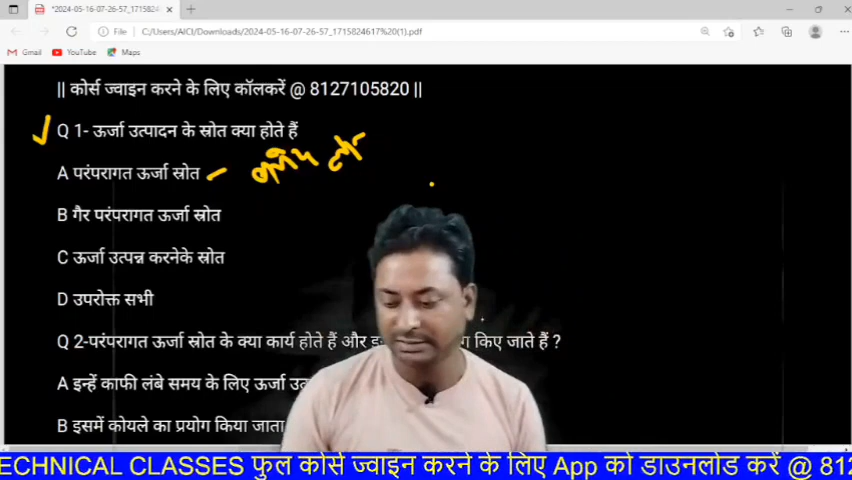 *2024-05-16-07-26-57_1715824
File
C:/Users/AICI/Downloads/2024-05-16-07-26-57_1715824617%20(1).pdf
Gmail YouTube Maps
|| कोर्स ज्वाइन करने के लिए कॉलकरें @ 8127105820 ||
Q 1- ऊर्जा उत्पादन के स्रोत क्या होते हैं
A परंपरागत ऊर्जा स्रोत
B गैर परंपरागत ऊर्जा स्रोत
C ऊर्जा उत्पन्न करनेके स्रोत
D उपरोक्त सभी
Q 2-परंपरागत ऊर्जा स्रोत के क्या कार्य होते हैं और किए जाते हैं ?
A इन्हें काफी लंबे समय के लिए ऊर्जा
B इसमें कोयले का प्रयोग किया जाता
ECHNICAL CLASSES फुल कोर्स ज्वाइन करने के लिए App को डाउनलोड करें @ 812